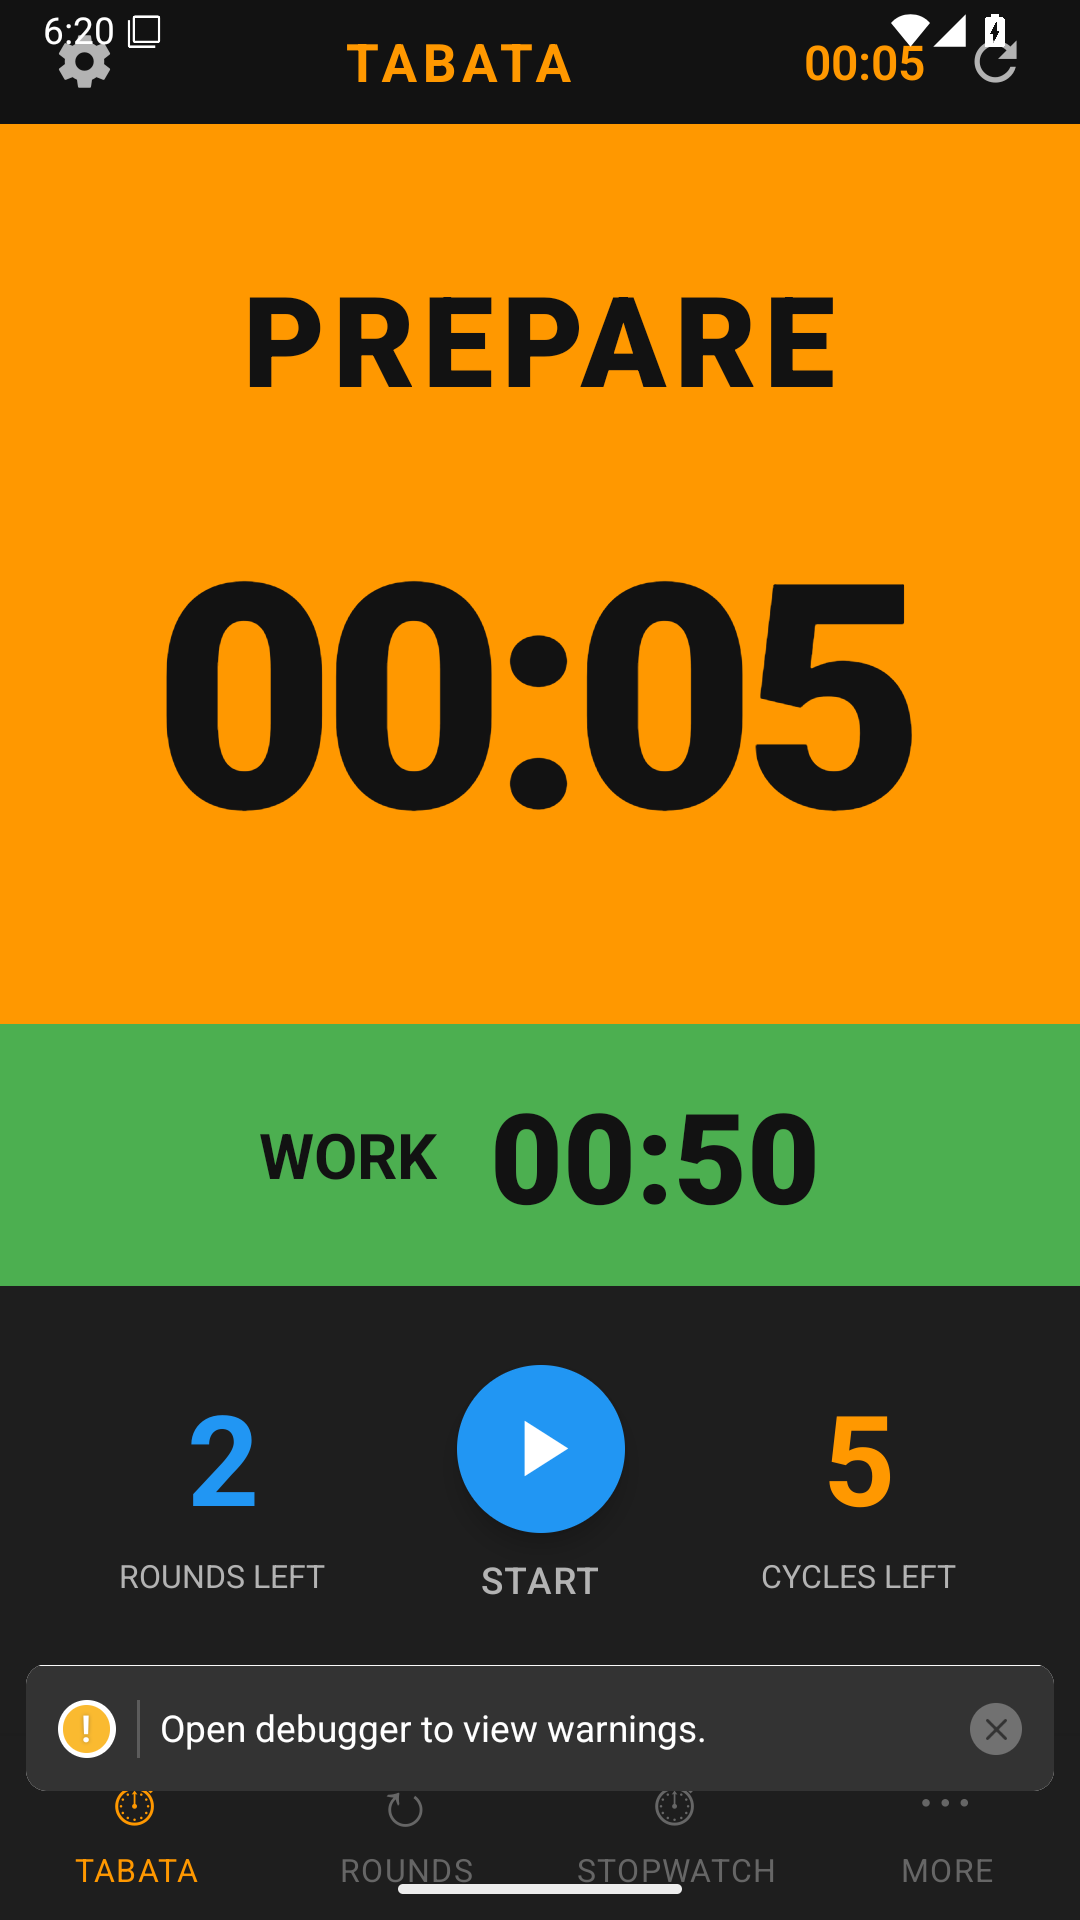 6:20
TABATA 00:05
PREPARE
00:05
WORK 00:50
2 5
ROUNDS LEFT START CYCLES LEFT
Open debugger to view warnings.
TABATA ROUNDS STOPWATCH MORE